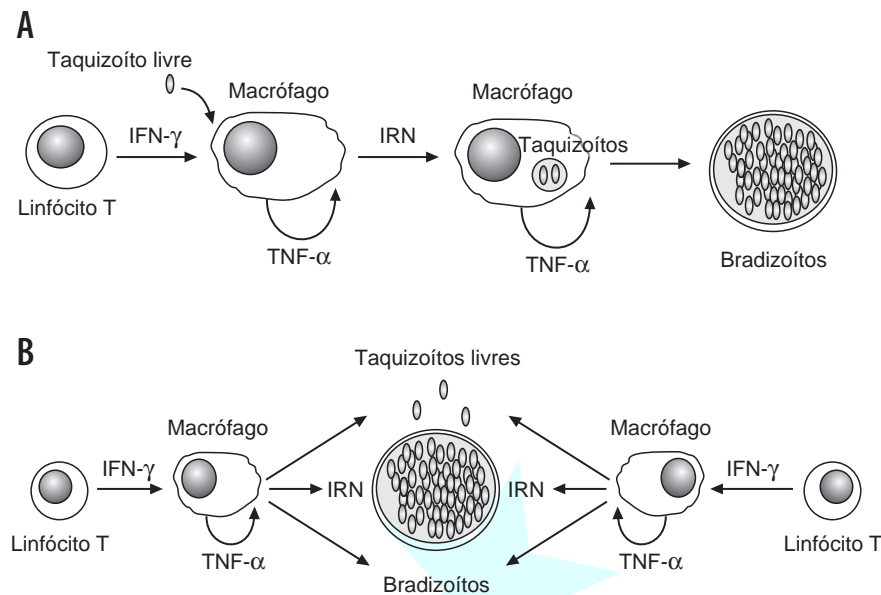 A
Taquizoíto livre
Macrófago
Macrófago
IFN-γ
IRN
Taquizoítos
Linfócito T
TNF-α
TNF-α
Bradizoítos
B
Taquizoítos livres
Macrófago
Macrófago
IFN-γ
IRN
IRN
IFN-γ
Linfócito T
TNF-α
TNF-α
Linfócito T
Bradizoítos